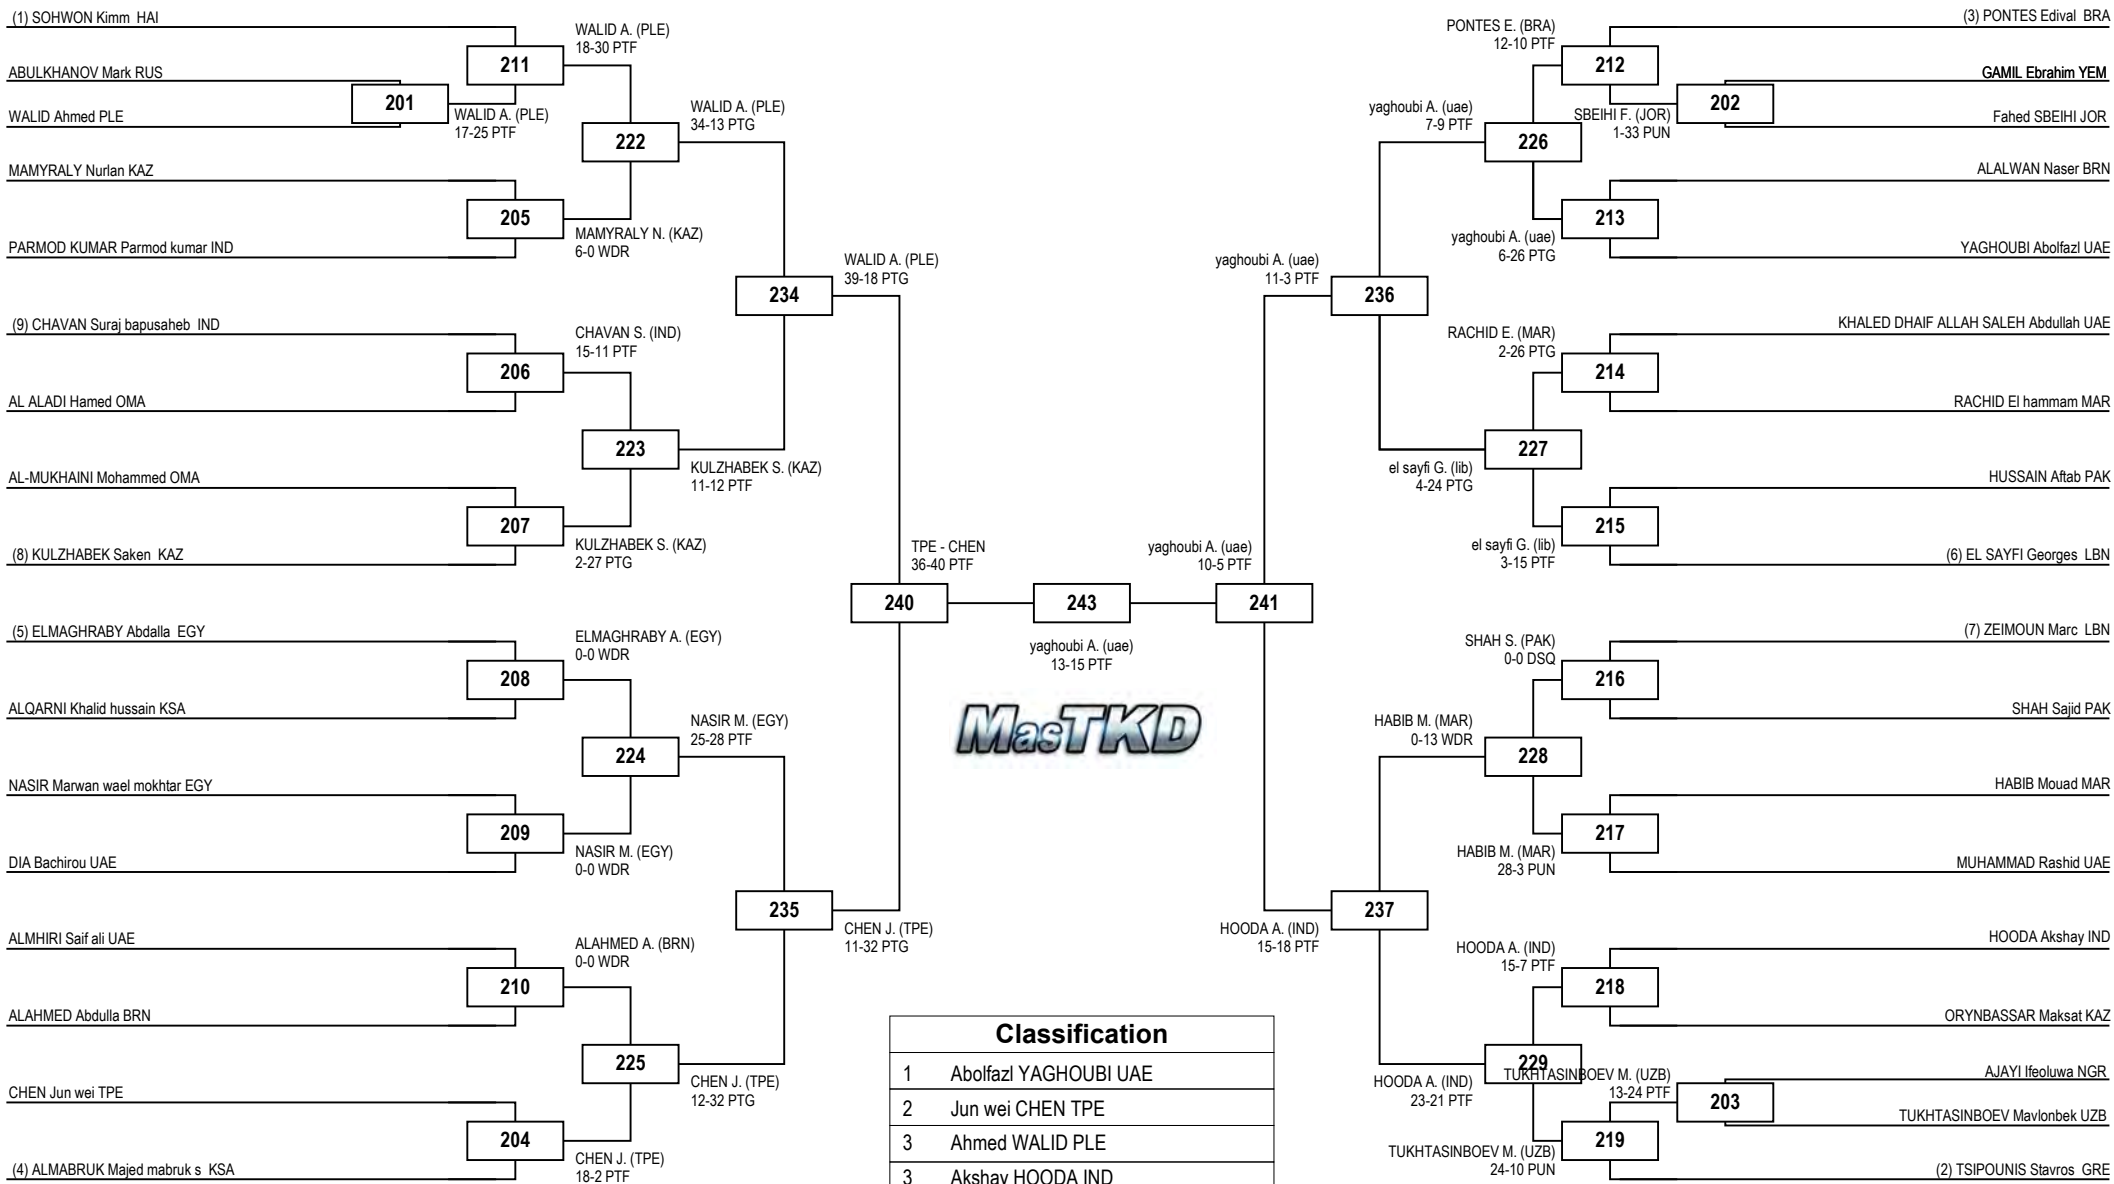 (1) SOHWON Kimm HAI
ABULKHANOV Mark RUS
WALID Ahmed PLE
MAMYRALY Nurlan KAZ
PARMOD KUMAR Parmod kumar IND
(9) CHAVAN Suraj bapusaheb IND
AL ALADI Hamed OMA
AL-MUKHAINI Mohammed OMA
(8) KULZHABEK Saken KAZ
(5) ELMAGHRABY Abdalla EGY
ALQARNI Khalid hussain KSA
NASIR Marwan wael mokhtar EGY
DIA Bachirou UAE
ALMHIRI Saif ali UAE
ALAHMED Abdulla BRN
CHEN Jun wei TPE
(4) ALMABRUK Majed mabruk s KSA
201
WALID A. (PLE)
17-25 PTF
211
WALID A. (PLE)
18-30 PTF
205
MAMYRALY N. (KAZ)
6-0 WDR
206
CHAVAN S. (IND)
15-11 PTF
207
KULZHABEK S. (KAZ)
2-27 PTG
208
ELMAGHRABY A. (EGY)
0-0 WDR
209
NASIR M. (EGY)
0-0 WDR
210
ALAHMED A. (BRN)
0-0 WDR
204
CHEN J. (TPE)
18-2 PTF
222
WALID A. (PLE)
34-13 PTG
223
KULZHABEK S. (KAZ)
11-12 PTF
224
NASIR M. (EGY)
25-28 PTF
225
CHEN J. (TPE)
12-32 PTG
234
WALID A. (PLE)
39-18 PTG
235
CHEN J. (TPE)
11-32 PTG
240
TPE - CHEN
36-40 PTF
243
yaghoubi A. (uae)
13-15 PTF
MasTKD
241
yaghoubi A. (uae)
10-5 PTF
236
yaghoubi A. (uae)
11-3 PTF
237
HOODA A. (IND)
15-18 PTF
226
yaghoubi A. (uae)
7-9 PTF
227
el sayfi G. (lib)
4-24 PTG
228
HABIB M. (MAR)
0-13 WDR
229
HOODA A. (IND)
23-21 PTF
212
PONTES E. (BRA)
12-10 PTF
202
SBEIHI F. (JOR)
1-33 PUN
213
yaghoubi A. (uae)
6-26 PTG
214
RACHID E. (MAR)
2-26 PTG
215
el sayfi G. (lib)
3-15 PTF
216
SHAH S. (PAK)
0-0 DSQ
217
HABIB M. (MAR)
28-3 PUN
218
HOODA A. (IND)
15-7 PTF
203
TUKHTASINBOEV M. (UZB)
13-24 PTF
219
TUKHTASINBOEV M. (UZB)
24-10 PUN
(3) PONTES Edival BRA
GAMIL Ebrahim YEM
Fahed SBEIHI JOR
ALALWAN Naser BRN
YAGHOUBI Abolfazl UAE
KHALED DHAIF ALLAH SALEH Abdullah UAE
RACHID El hammam MAR
HUSSAIN Aftab PAK
(6) EL SAYFI Georges LBN
(7) ZEIMOUN Marc LBN
SHAH Sajid PAK
HABIB Mouad MAR
MUHAMMAD Rashid UAE
HOODA Akshay IND
ORYNBASSAR Maksat KAZ
AJAYI Ifeoluwa NGR
TUKHTASINBOEV Mavlonbek UZB
(2) TSIPOUNIS Stavros GRE
Classification
1 Abolfazl YAGHOUBI UAE
2 Jun wei CHEN TPE
3 Ahmed WALID PLE
3 Akshay HOODA IND